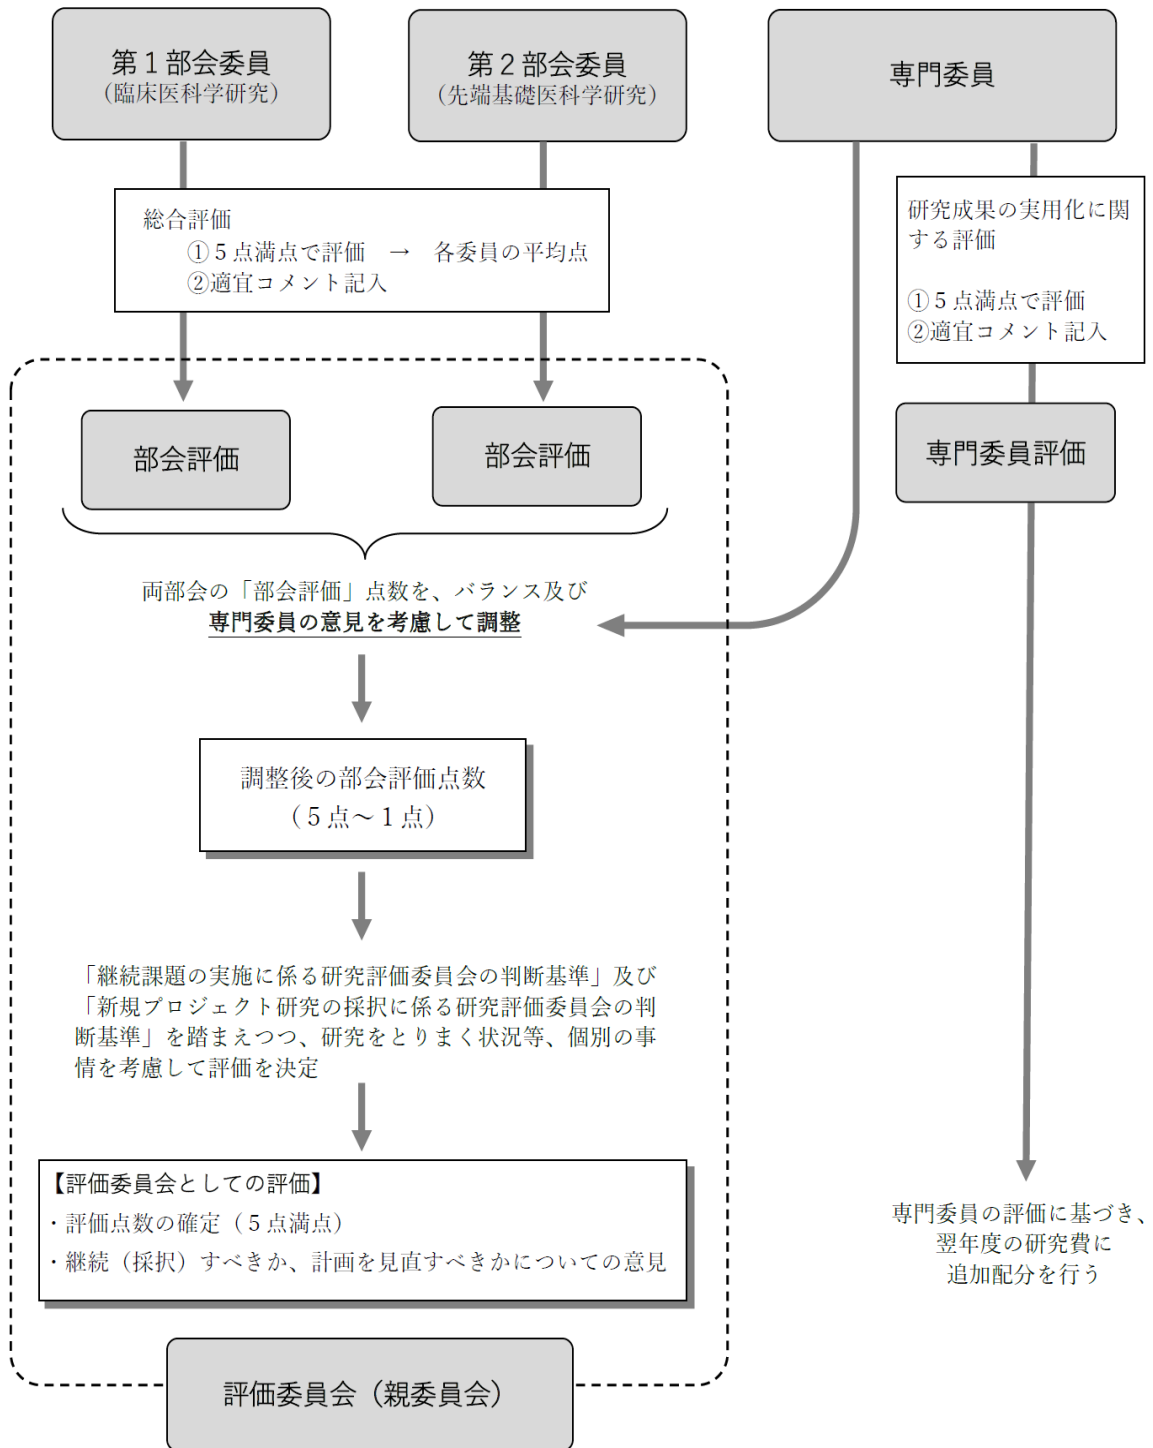 第１部会委員
（臨床医科学研究）
第２部会委員
（先端基礎医科学研究）
専門委員
総合評価
①５点満点で評価　→　各委員の平均点
②適宜コメント記入
研究成果の実用化に関
する評価
①５点満点で評価
②適宜コメント記入
部会評価
部会評価
専門委員評価
両部会の「部会評価」点数を、バランス及び
専門委員の意見を考慮して調整
調整後の部会評価点数
（５点～１点）
「継続課題の実施に係る研究評価委員会の判断基準」及び
「新規プロジェクト研究の採択に係る研究評価委員会の判
断基準」を踏まえつつ、研究をとりまく状況等、個別の事
情を考慮して評価を決定
【評価委員会としての評価】
・評価点数の確定（５点満点）
・継続（採択）すべきか、計画を見直すべきかについての意見
専門委員の評価に基づき、
翌年度の研究費に
追加配分を行う
評価委員会（親委員会）